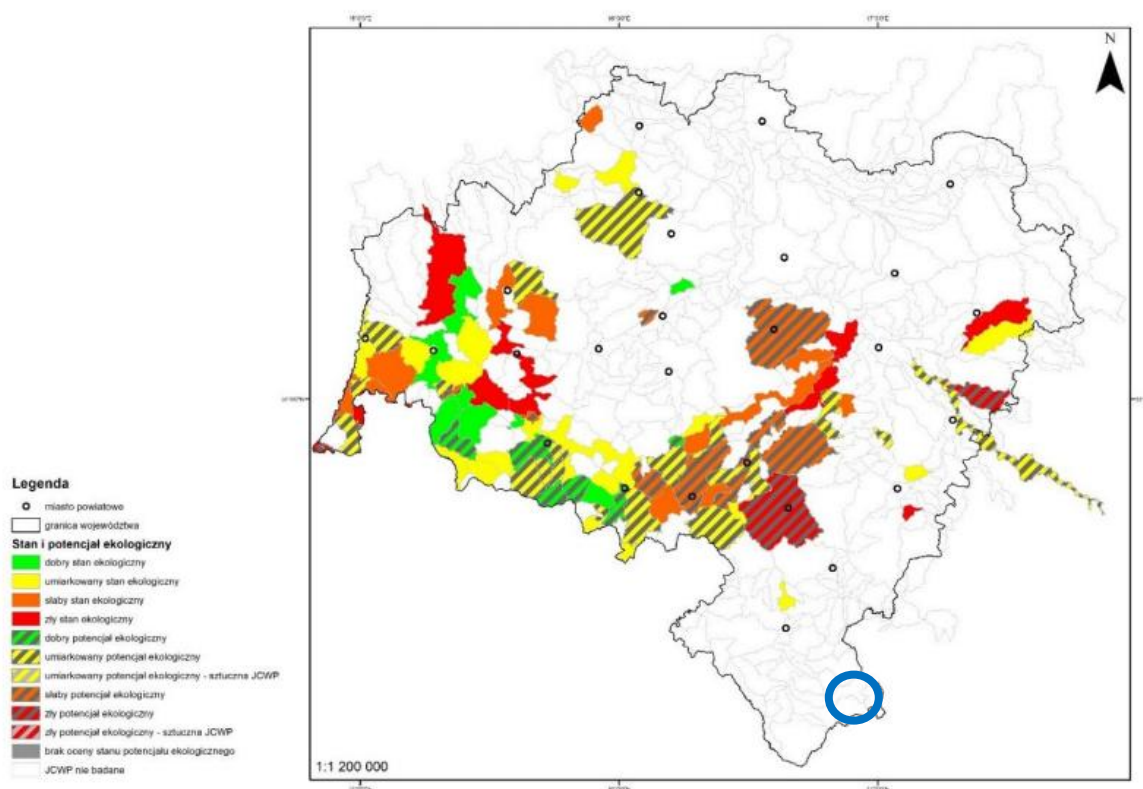 N
Legenda
miasto powiatowe
granica województwa
Stan i potencjał ekologiczny
dobry stan ekologiczny
umiarkowany stan ekologiczny
słaby stan ekologiczny
zły stan ekologiczny
dobry potencjał ekologiczny
umiarkowany potencjał ekologiczny
umiarkowany potencjał ekologiczny - sztuczna JCWP
słaby potencjał ekologiczny
zły potencjał ekologiczny
zły potencjał ekologiczny - sztuczna JCWP
brak oceny stanu potencjału ekologicznego
JCWP nie badane
1:1 200 000